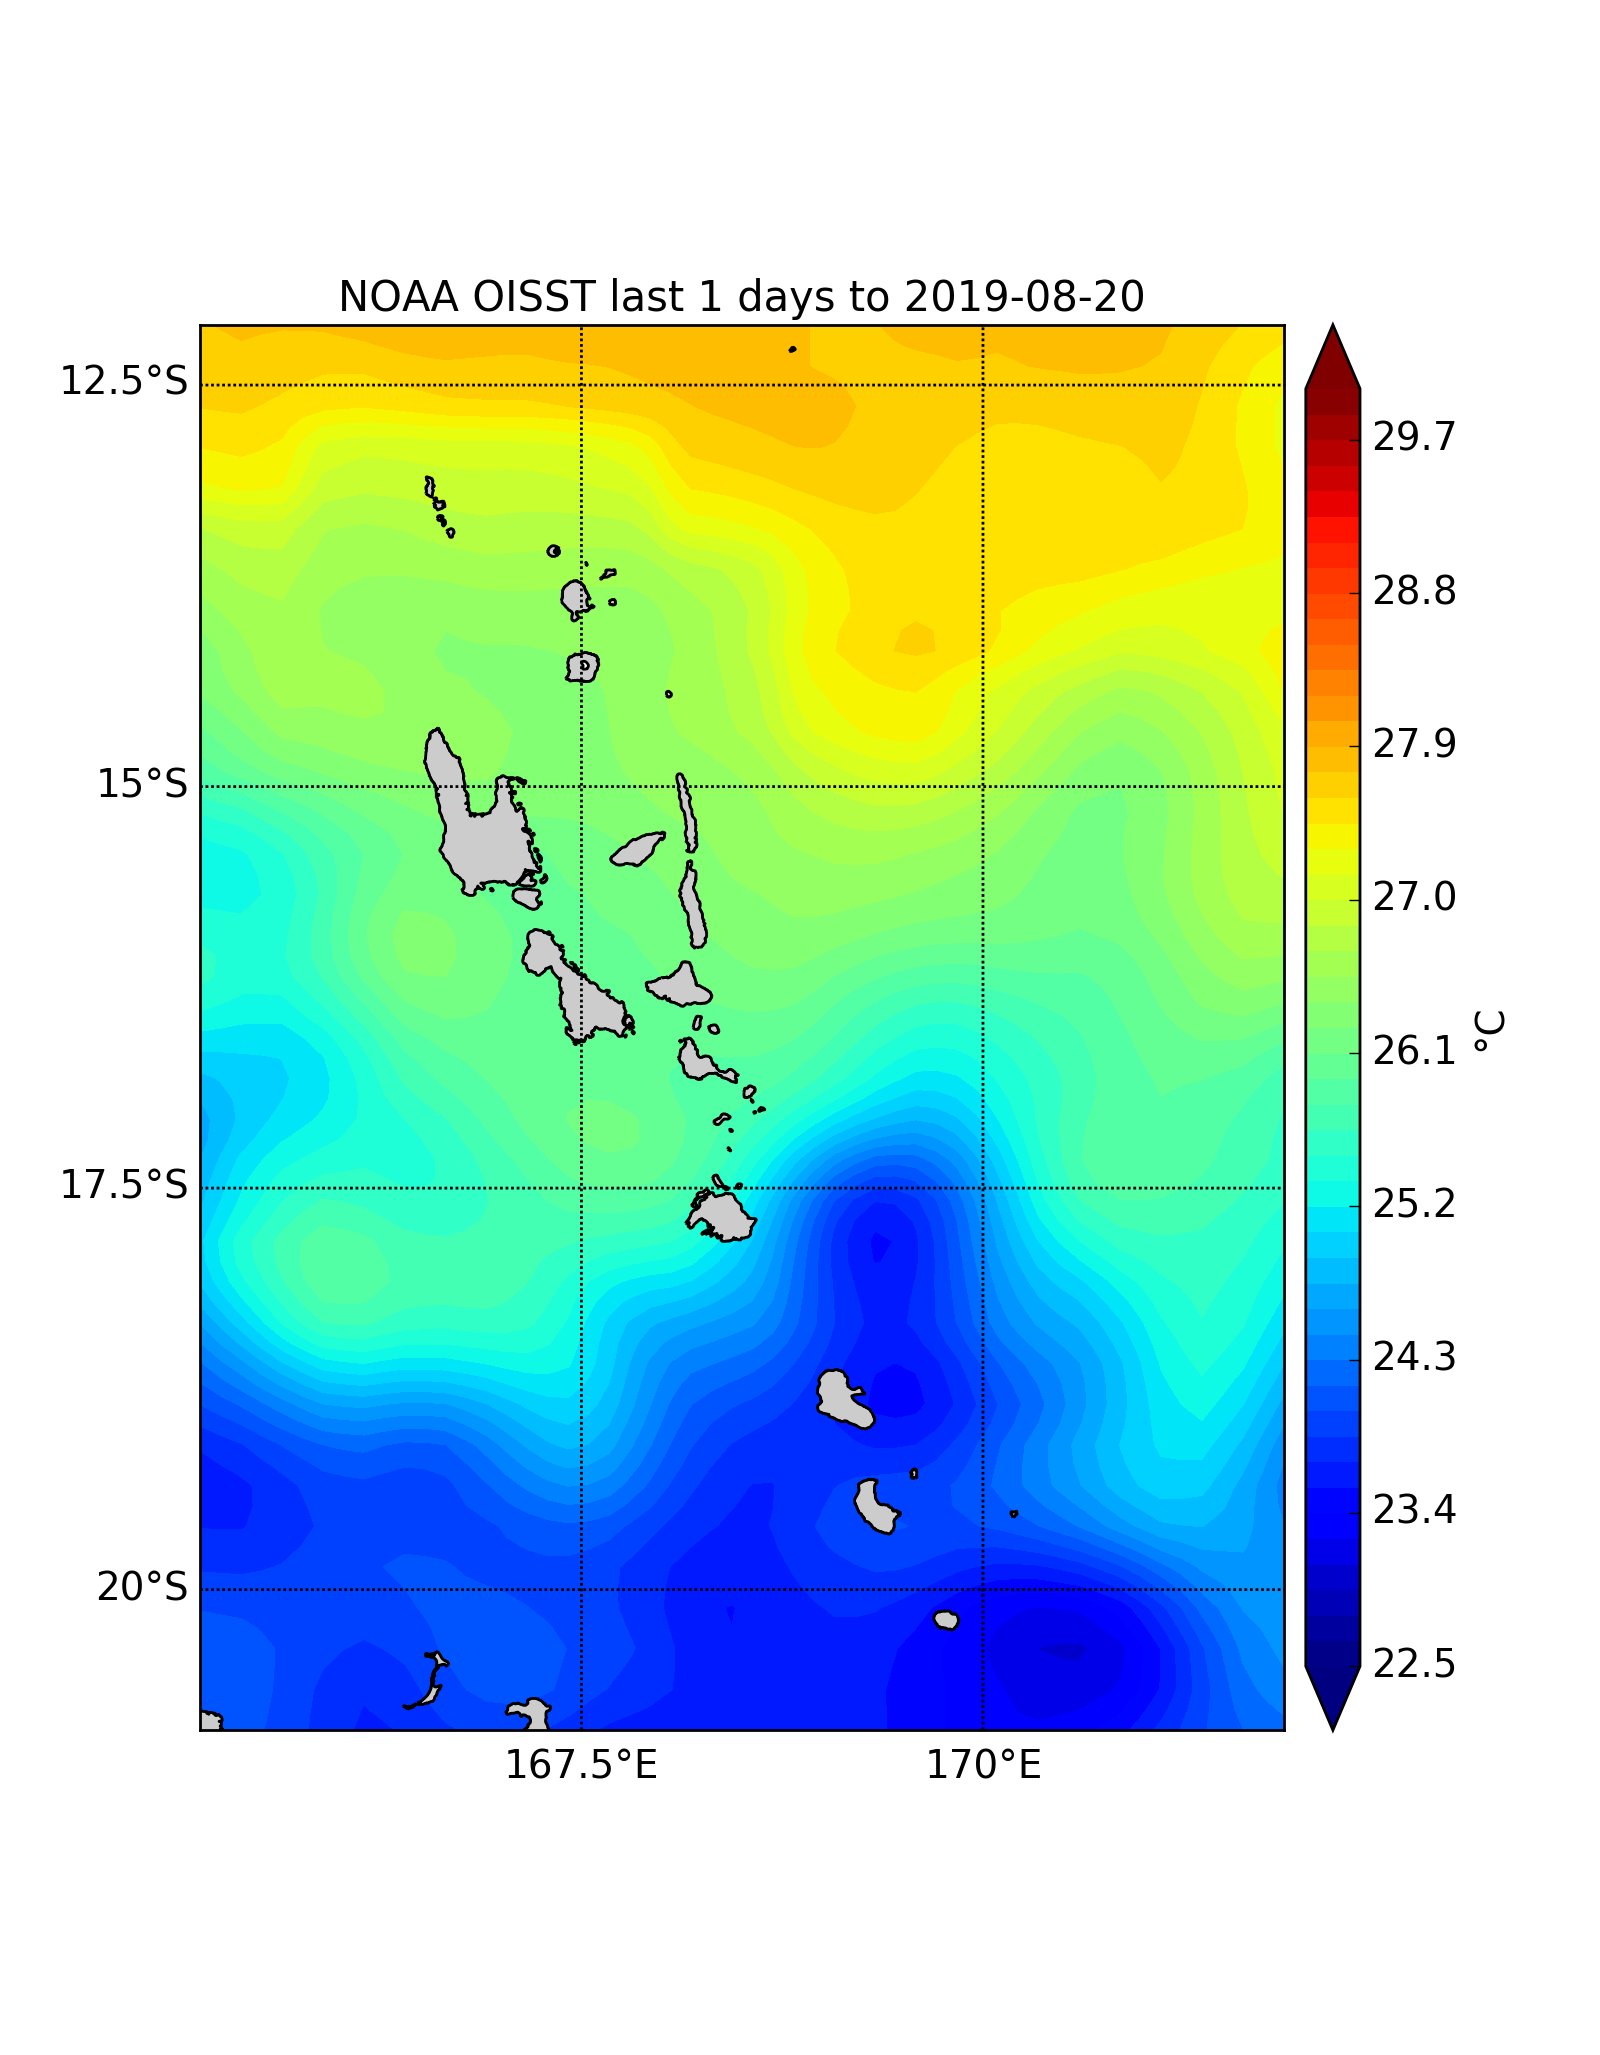 NOAA OISST last 1 days to 2019-08-20
12.5°S
15°S
17.5°S
20°S
167.5°E
170°E
29.7
28.8
27.9
27.0
26.1
25.2
24.3
23.4
22.5
°C